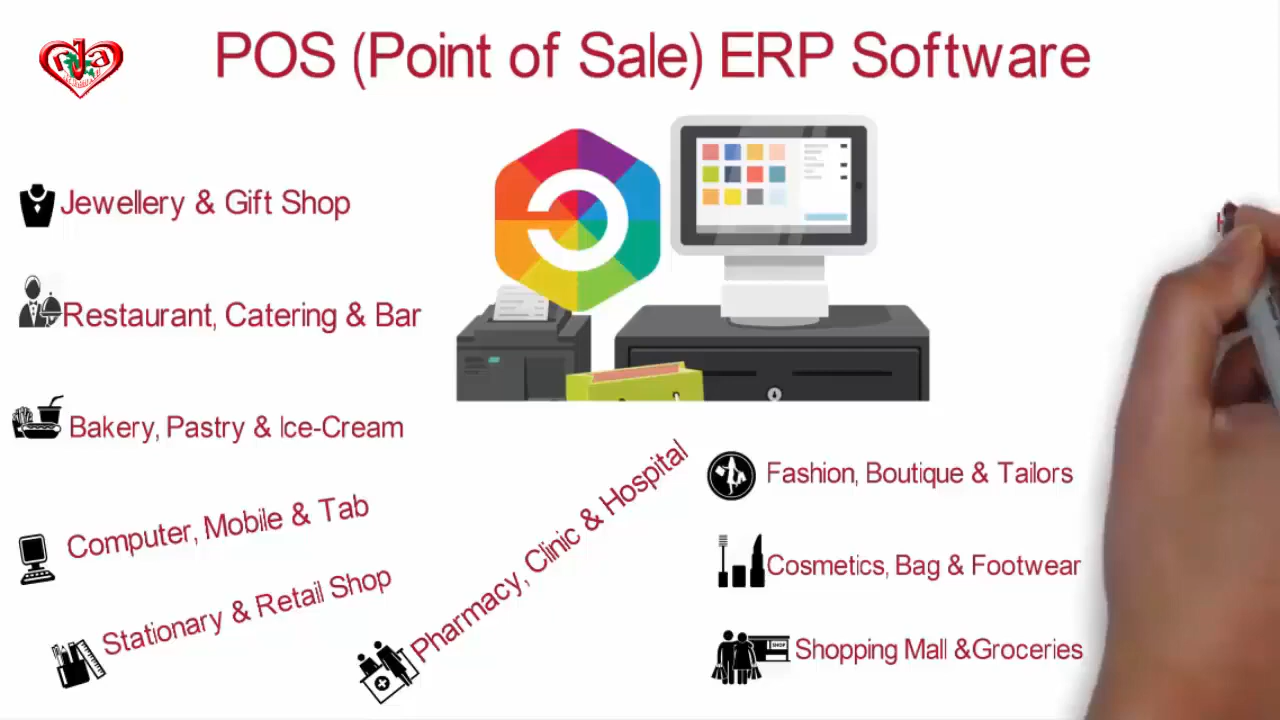 POS (Point of Sale) ERP Software
Jewellery & Gift Shop
Restaurant, Catering & Bar
Bakery, Pastry & Ice-Cream
Computer, Mobile & Tab
Stationary & Retail Shop
Pharmacy, Clinic & Hospital
Fashion, Boutique & Tailors
Cosmetics, Bag & Footwear
SHOP
Shopping Mall &Groceries